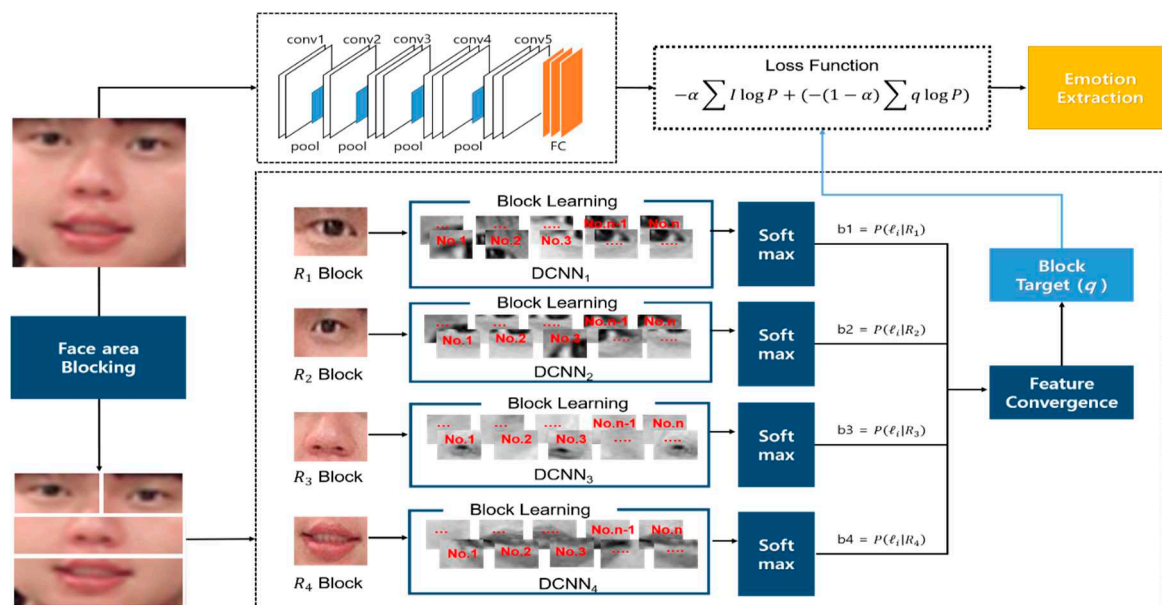 conv1 conv2 conv3 conv4 conv5
pool pool pool pool FC
Loss Function
−α ∑ I log P + (−(1 − α) ∑ q log P)
Emotion
Extraction
Face area
Blocking
Block Learning
... ... .... No.n-1 No.n
No.1 No.2 No.3 .... ....
R₁ Block
DCNN₁
Soft
max
b1 = P(ℓᵢ|R₁)
Block
Target (q)
Block Learning
... ... .... No.n-1 No.n
No.1 No.2 No.3 .... ....
R₂ Block
DCNN₂
Soft
max
b2 = P(ℓᵢ|R₂)
Feature
Convergence
Block Learning
... ... .... No.n-1 No.n
No.1 No.2 No.3 .... ....
R₃ Block
DCNN₃
Soft
max
b3 = P(ℓᵢ|R₃)
Block Learning
... ... .... No.n-1 No.n
No.1 No.2 No.3 .... ....
R₄ Block
DCNN₄
Soft
max
b4 = P(ℓᵢ|R₄)